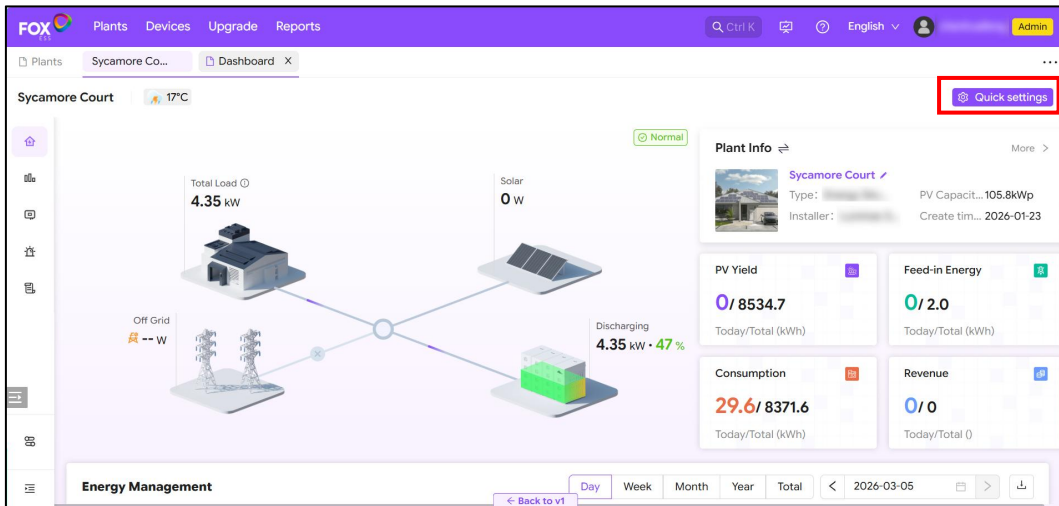 FOX ESS Plants Devices Upgrade Reports Ctrl K English Admin
Plants Sycamore Co... Dashboard X ...
Sycamore Court 17°C Quick settings
Normal
Total Load
4.35 kW
Solar
0 W
Off Grid
-- W
Discharging
4.35 kW • 47 %
Plant Info More >
Sycamore Court
Type: PV Capacit... 105.8kWp
Installer: Create tim... 2026-01-23
PV Yield
0/ 8534.7
Today/Total (kWh)
Feed-in Energy
0/ 2.0
Today/Total (kWh)
Consumption
29.6/ 8371.6
Today/Total (kWh)
Revenue
0/ 0
Today/Total ()
Energy Management Day Week Month Year Total < 2026-03-05 >
← Back to v1